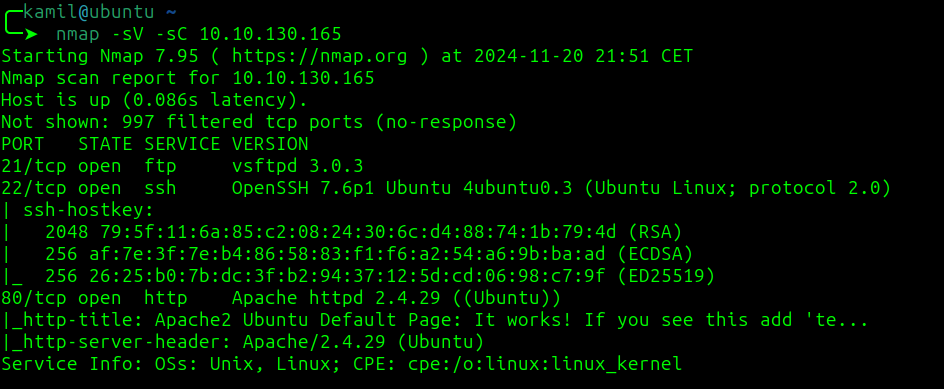 kamil@ubuntu ~
nmap -sV -sC 10.10.130.165
Starting Nmap 7.95 ( https://nmap.org ) at 2024-11-20 21:51 CET
Nmap scan report for 10.10.130.165
Host is up (0.086s latency).
Not shown: 997 filtered tcp ports (no-response)
PORT   STATE SERVICE VERSION
21/tcp open  ftp     vsftpd 3.0.3
22/tcp open  ssh     OpenSSH 7.6p1 Ubuntu 4ubuntu0.3 (Ubuntu Linux; protocol 2.0)
| ssh-hostkey:
|   2048 79:5f:11:6a:85:c2:08:24:30:6c:d4:88:74:1b:79:4d (RSA)
|   256 af:7e:3f:7e:b4:86:58:83:f1:f6:a2:54:a6:9b:ba:ad (ECDSA)
|_  256 26:25:b0:7b:dc:3f:b2:94:37:12:5d:cd:06:98:c7:9f (ED25519)
80/tcp open  http    Apache httpd 2.4.29 ((Ubuntu))
|_http-title: Apache2 Ubuntu Default Page: It works! If you see this add 'te...
|_http-server-header: Apache/2.4.29 (Ubuntu)
Service Info: OSs: Unix, Linux; CPE: cpe:/o:linux:linux_kernel